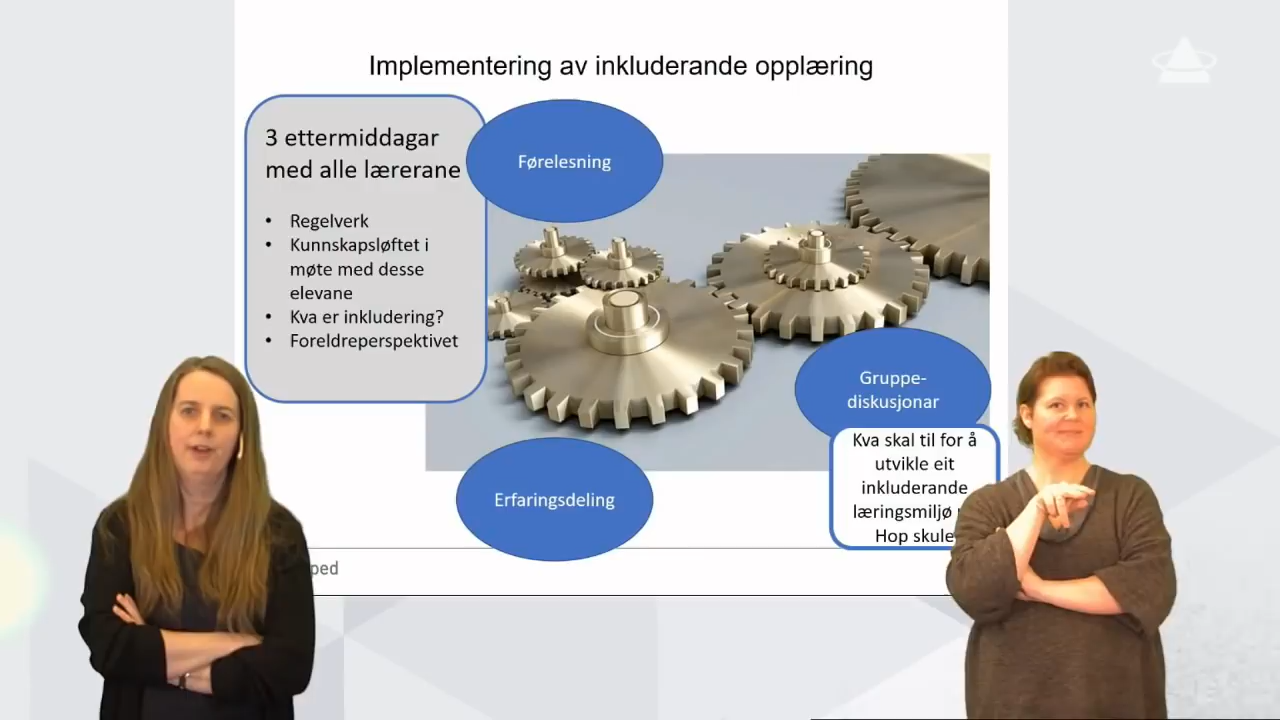 Implementering av inkluderande opplæring
3 ettermiddagar
med alle lærerane
• Regelverk
• Kunnskapsløftet i
møte med desse
elevane
• Kva er inkludering?
• Foreldreperspektivet
Førelesning
Gruppe-
diskusjonar
Kva skal til for å
utvikle eit
inkluderande
læringsmiljø
Hop skule
Erfaringsdeling
ped